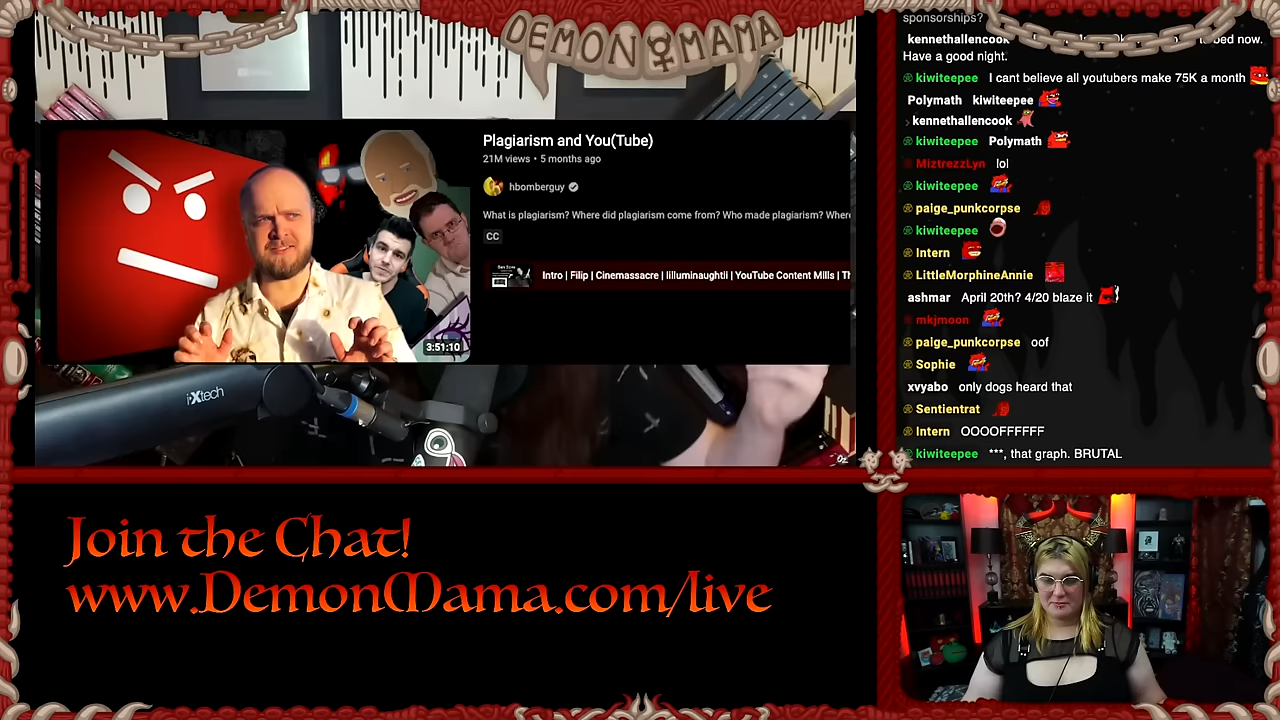 DEMON MAMA
Plagiarism and You(Tube)
21M views • 5 months ago
hbomberguy
What is plagiarism? Where did plagiarism come from? Who made plagiarism? Where
CC
Intro | Filip | Cinemassacre | Iilluminaughtii | YouTube Content Mills |
3:51:10
Join the Chat!
www.DemonMama.com/live
sponsorships?
kennethallencook bed now.
Have a good night.
kiwiteepee I cant believe all youtubers make 75K a month
Polymath kiwiteepee
kennethallencook
kiwiteepee Polymath
MiztrezzLyn lol
kiwiteepee
paige_punkcorpse
kiwiteepee
Intern
LittleMorphineAnnie
ashmar April 20th? 4/20 blaze it
mkjmoon
paige_punkcorpse oof
Sophie
xvyabo only dogs heard that
Sentientrat
Intern OOOOFFFFFF
kiwiteepee ***, that graph. BRUTAL